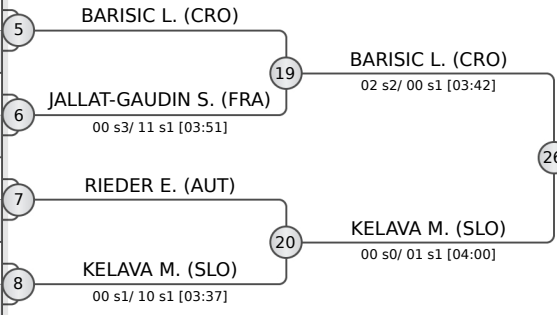 5
BARISIC L. (CRO)
19
BARISIC L. (CRO)
02 s2/ 00 s1 [03:42]
6
JALLAT-GAUDIN S. (FRA)
00 s3/ 11 s1 [03:51]
26
7
RIEDER E. (AUT)
20
KELAVA M. (SLO)
00 s0/ 01 s1 [04:00]
8
KELAVA M. (SLO)
00 s1/ 10 s1 [03:37]